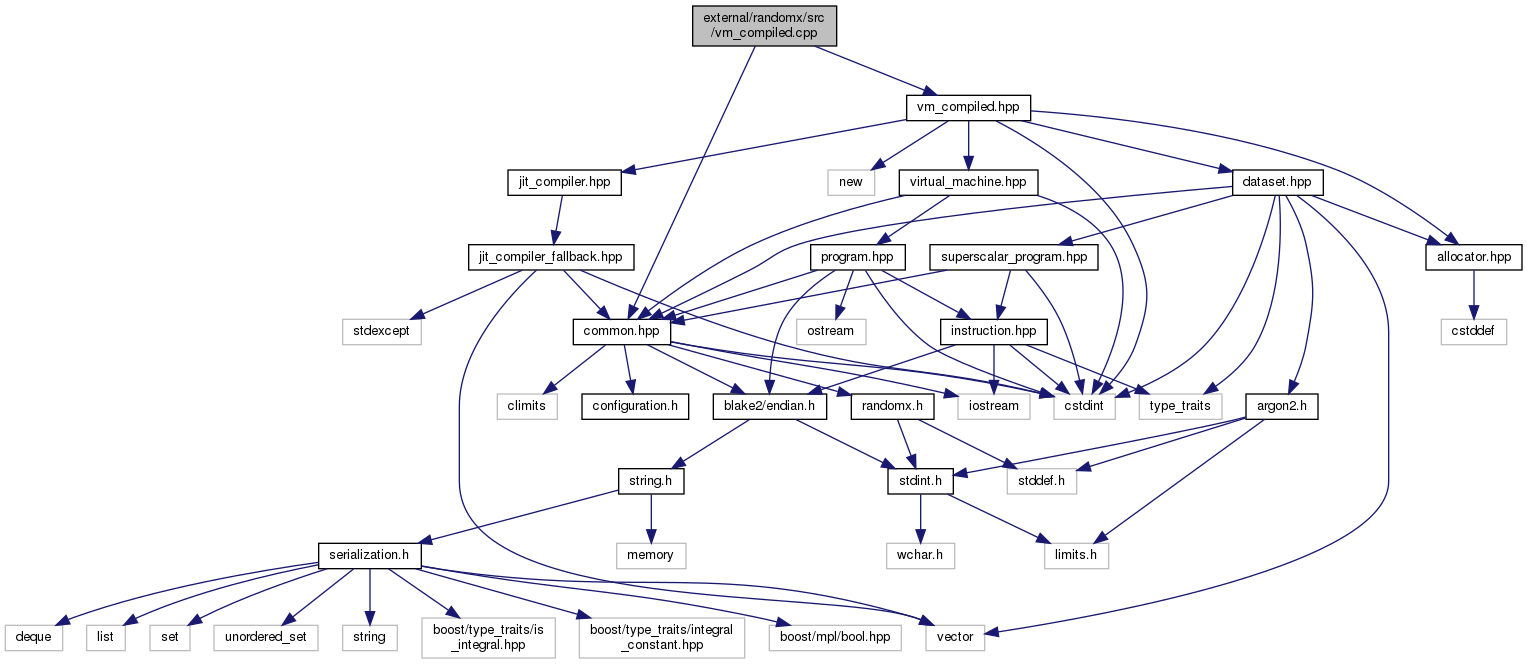 external/randomx/src
/vm_compiled.cpp
vm_compiled.hpp
jit_compiler.hpp
new
virtual_machine.hpp
dataset.hpp
jit_compiler_fallback.hpp
program.hpp
superscalar_program.hpp
allocator.hpp
stdexcept
common.hpp
ostream
instruction.hpp
cstddef
climits
configuration.h
blake2/endian.h
randomx.h
iostream
cstdint
type_traits
argon2.h
string.h
stdint.h
stddef.h
serialization.h
memory
wchar.h
limits.h
deque
list
set
unordered_set
string
boost/type_traits/is
_integral.hpp
boost/type_traits/integral
_constant.hpp
boost/mpl/bool.hpp
vector